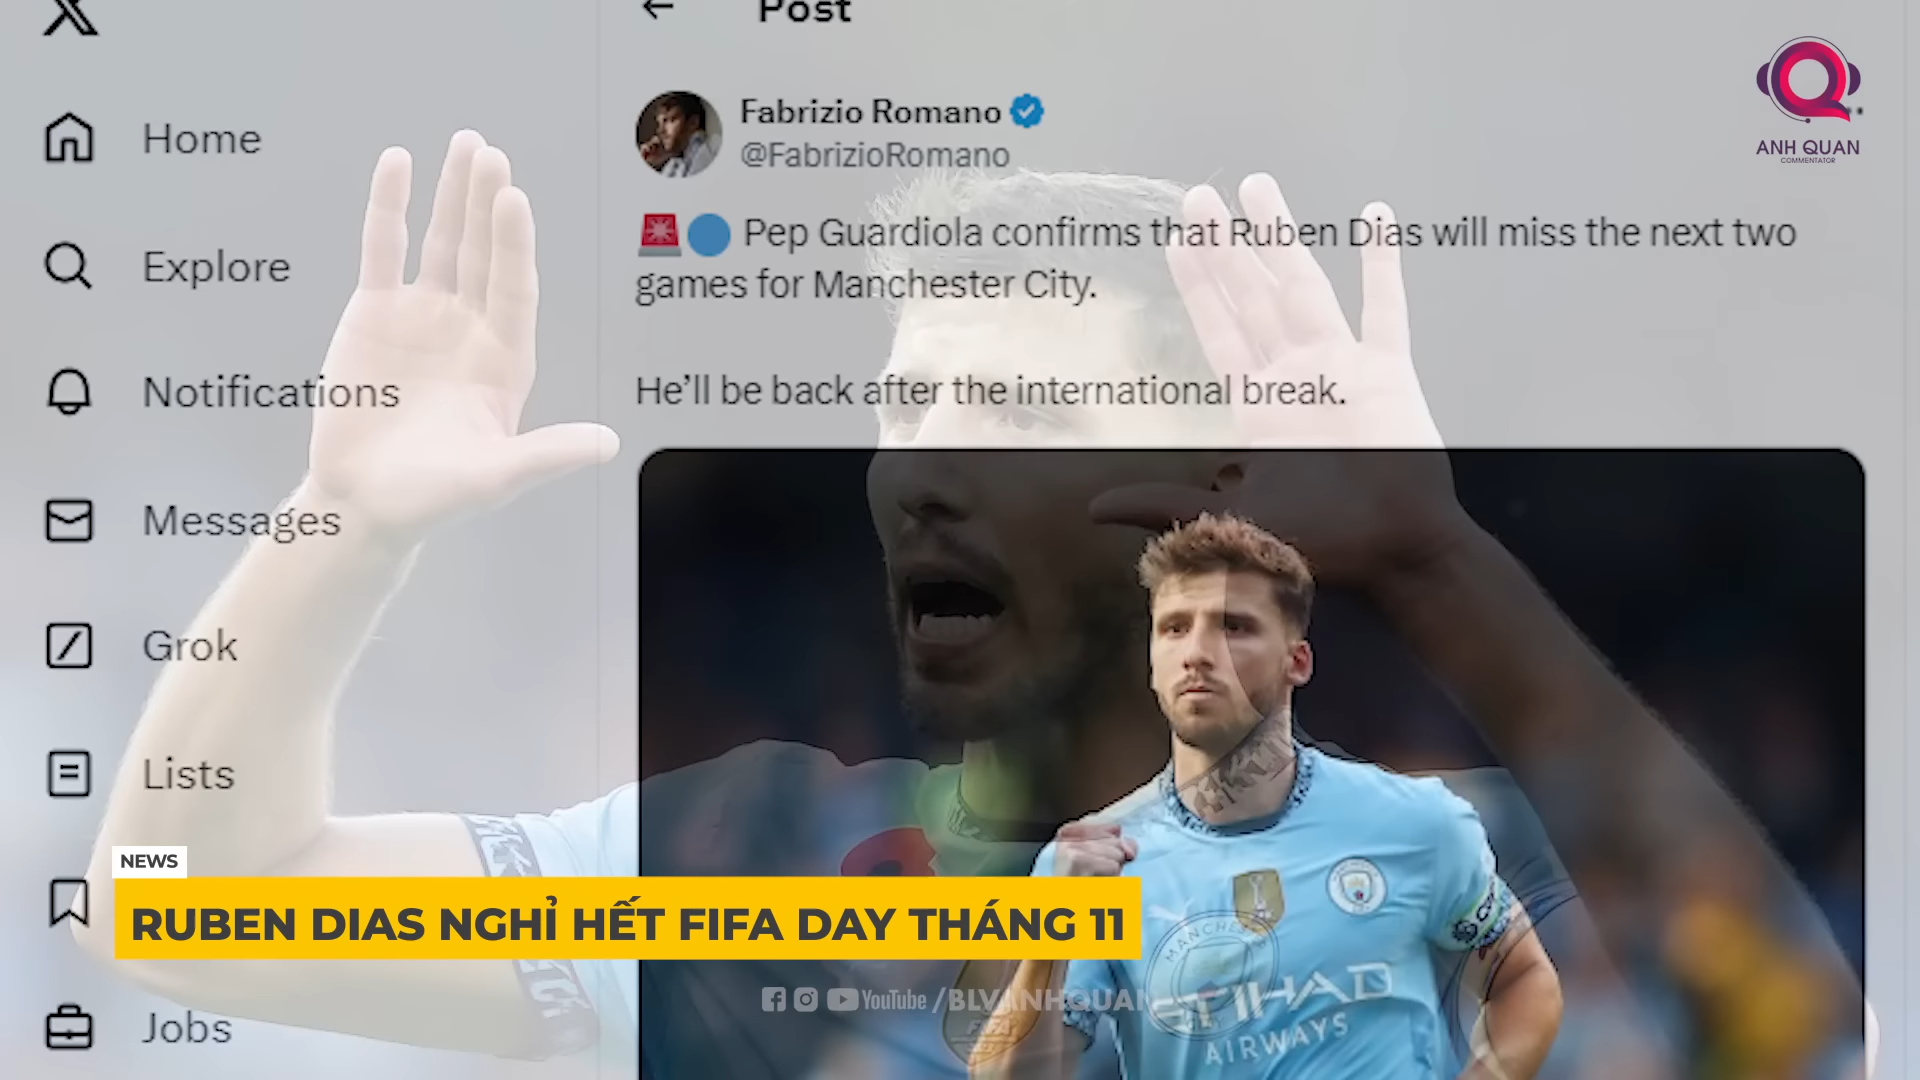 Post
Home
Explore
Notifications
Messages
Grok
Lists
Jobs
Fabrizio Romano
@FabrizioRomano
🚨🔵 Pep Guardiola confirms that Ruben Dias will miss the next two
games for Manchester City.
He’ll be back after the international break.
ANH QUAN
COMMENTATOR
ETIHAD
AIRWAYS
NEWS
RUBEN DIAS NGHỈ HẾT FIFA DAY THÁNG 11
YouTube /BLVANHQUAN